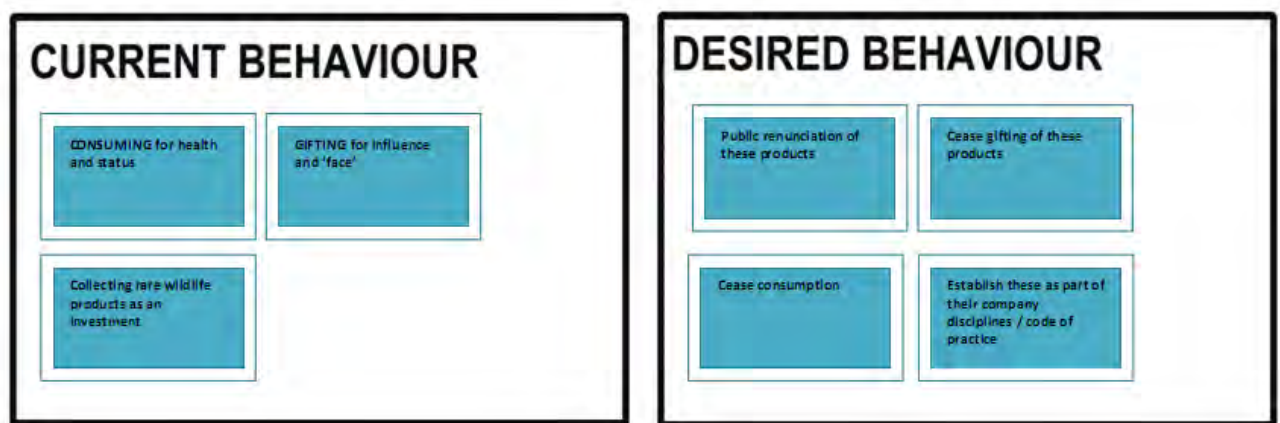 CURRENT BEHAVIOUR
CONSUMING for health
and status
GIFTING for influence
and 'face'
Collecting rare wildlife
products as an
investment
DESIRED BEHAVIOUR
Public renunciation of
these products
Cease gifting of these
products
Cease consumption
Establish these as part of
their company
disciplines / code of
practice